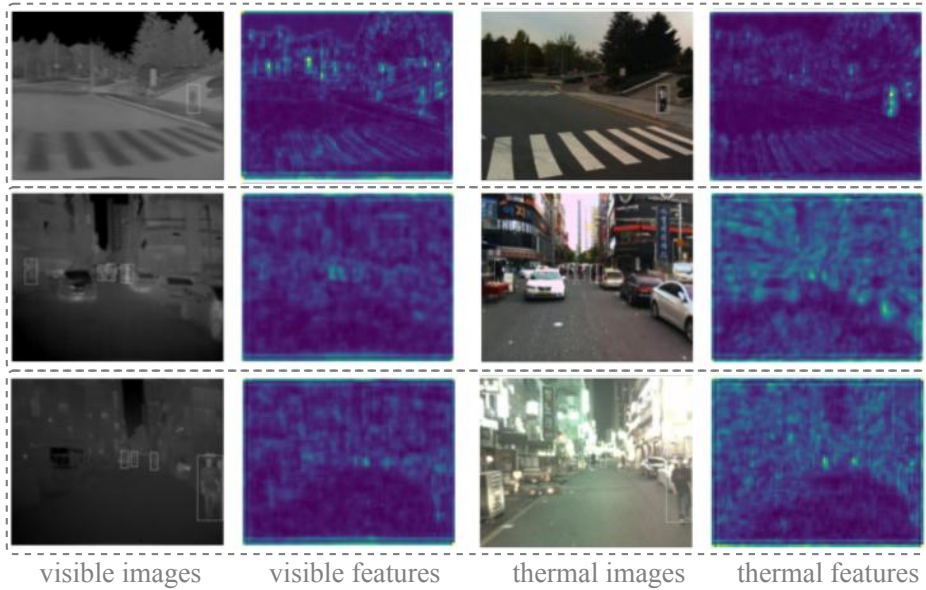 visible images
visible features
thermal images
thermal features